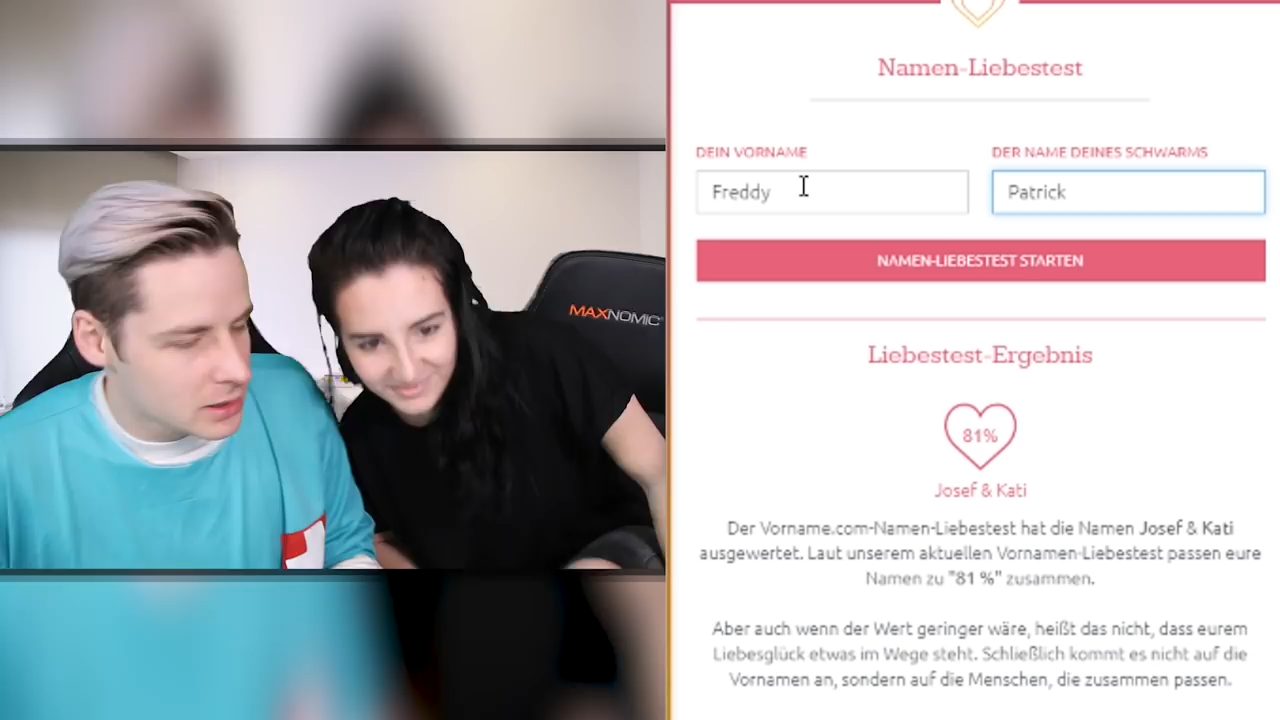 MAXNOMIC
Namen-Liebestest
DEIN VORNAME
DER NAME DEINES SCHWARMS
Freddy
Patrick
NAMEN-LIEBESTEST STARTEN
Liebestest-Ergebnis
81%
Josef & Kati
Der Vorname.com-Namen-Liebestest hat die Namen Josef & Kati
ausgewertet. Laut unserem aktuellen Vornamen-Liebestest passen eure
Namen zu "81 %" zusammen.
Aber auch wenn der Wert geringer wäre, heißt das nicht, dass eurem
Liebesglück etwas im Wege steht. Schließlich kommt es nicht auf die
Vornamen an, sondern auf die Menschen, die zusammen passen.